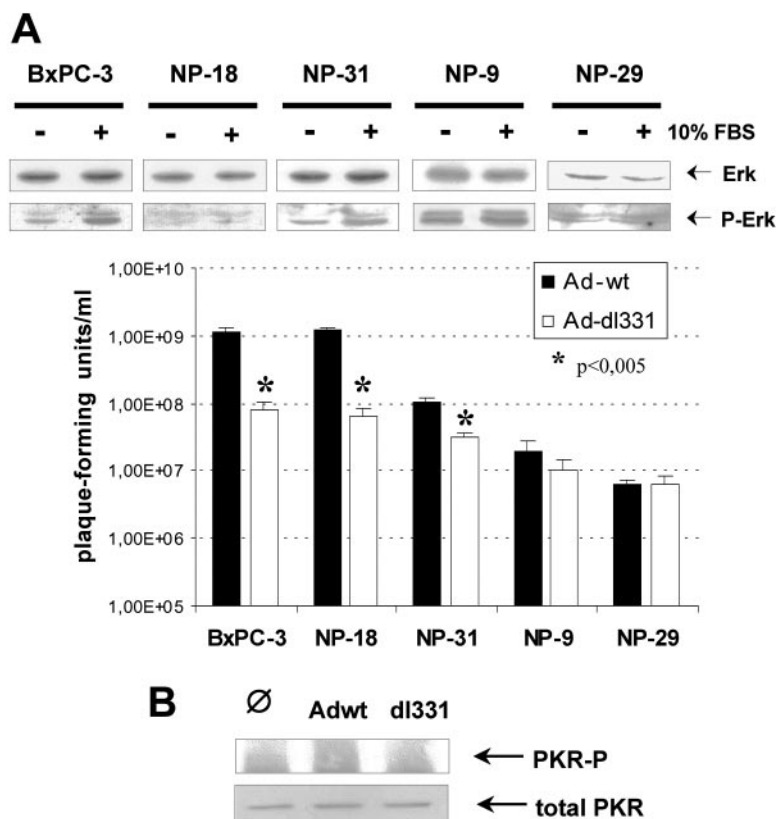 A
BxPC-3 NP-18 NP-31 NP-9 NP-29
- + - + - + - + - + 10% FBS
← Erk
← P-Erk
plaque-forming units/ml
1,00E+10
1,00E+09
1,00E+08
1,00E+07
1,00E+06
1,00E+05
Ad-wt
Ad-dl331
* p<0,005
* * *
BxPC-3 NP-18 NP-31 NP-9 NP-29
B
Ø Adwt dl331
← PKR-P
← total PKR